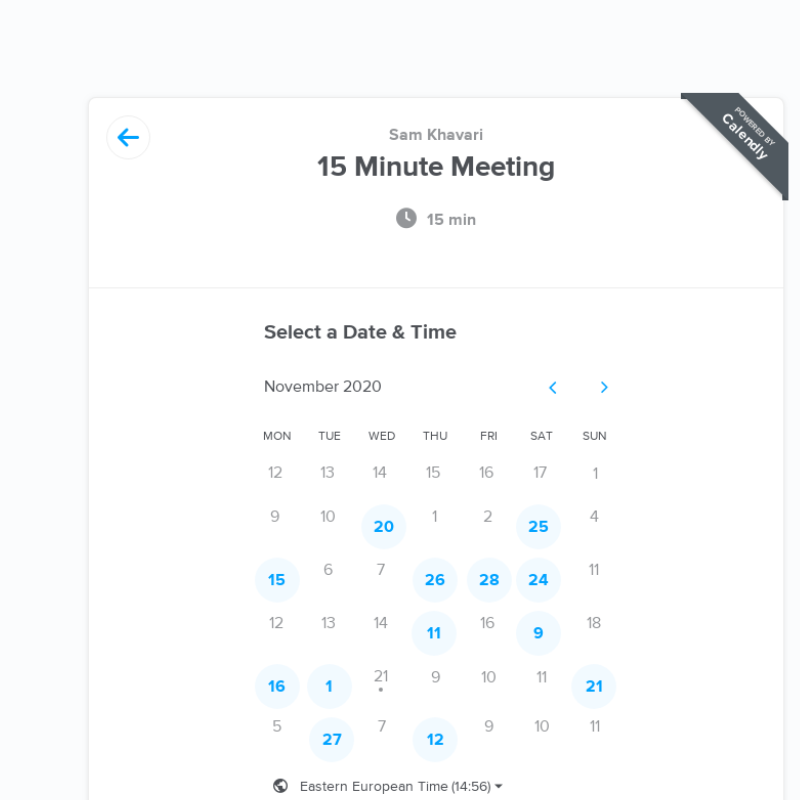 POWERED BY
Calendly
Sam Khavari
15 Minute Meeting
15 min
Select a Date & Time
November 2020
MON TUE WED THU FRI SAT SUN
12 13 14 15 16 17 1
9 10 20 1 2 25 4
15 6 7 26 28 24 11
12 13 14 11 16 9 18
16 1 21 9 10 11 21
5 27 7 12 9 10 11
Eastern European Time (14:56)